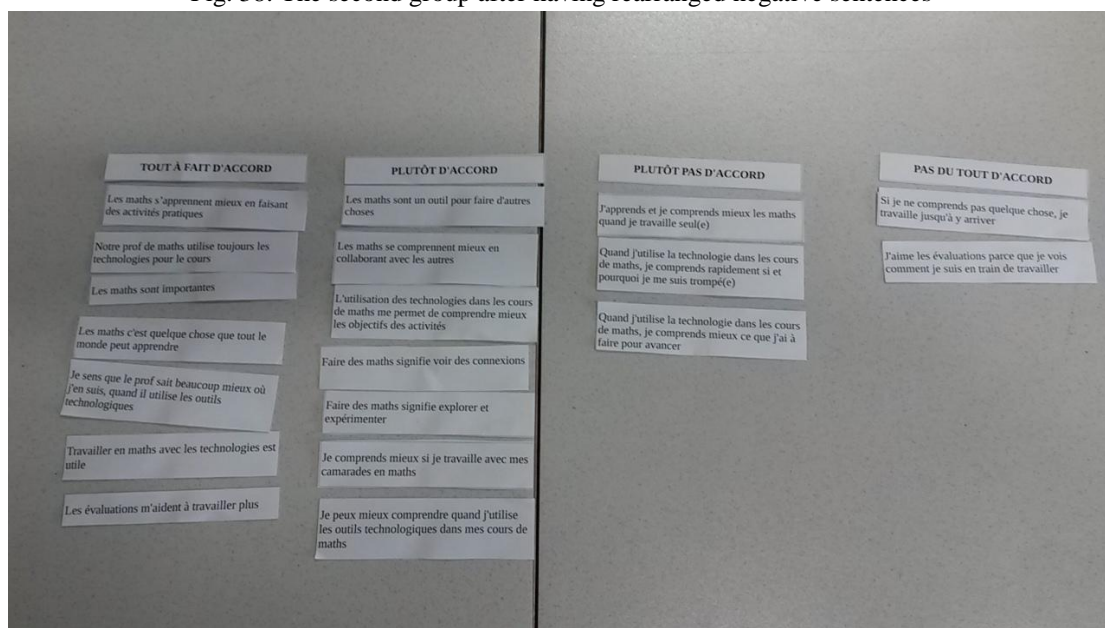 Fig. 38: The second group after having rearranged negative sentences
TOUT À FAIT D'ACCORD
Les maths s'apprennent mieux en faisant
des activités pratiques
Notre prof de maths utilise toujours les
technologies pour le cours
Les maths sont importantes
Les maths c'est quelque chose que tout le
monde peut apprendre
Je sens que le prof sait beaucoup mieux où
j'en suis, quand il utilise les outils
technologiques
Travailler en maths avec les technologies est
utile
Les évaluations m'aident à travailler plus
PLUTÔT D'ACCORD
Les maths sont un outil pour faire d'autres
choses
Les maths se comprennent mieux en
collaborant avec les autres
L'utilisation des technologies dans les cours
de maths me permet de comprendre mieux
les objectifs des activités
Faire des maths signifie voir des connexions
Faire des maths signifie explorer et
expérimenter
Je comprends mieux si je travaille avec mes
camarades en maths
Je peux mieux comprendre quand j'utilise
les outils technologiques dans mes cours de
maths
PLUTÔT PAS D'ACCORD
J'apprends et je comprends mieux les maths
quand je travaille seul(e)
Quand j'utilise la technologie dans les cours
de maths, je comprends rapidement si et
pourquoi je me suis trompé(e)
Quand j'utilise la technologie dans les cours
de maths, je comprends mieux ce que j'ai à
faire pour avancer
PAS DU TOUT D'ACCORD
Si je ne comprends pas quelque chose, je
travaille jusqu'à y arriver
J'aime les évaluations parce que je vois
comment je suis en train de travailler